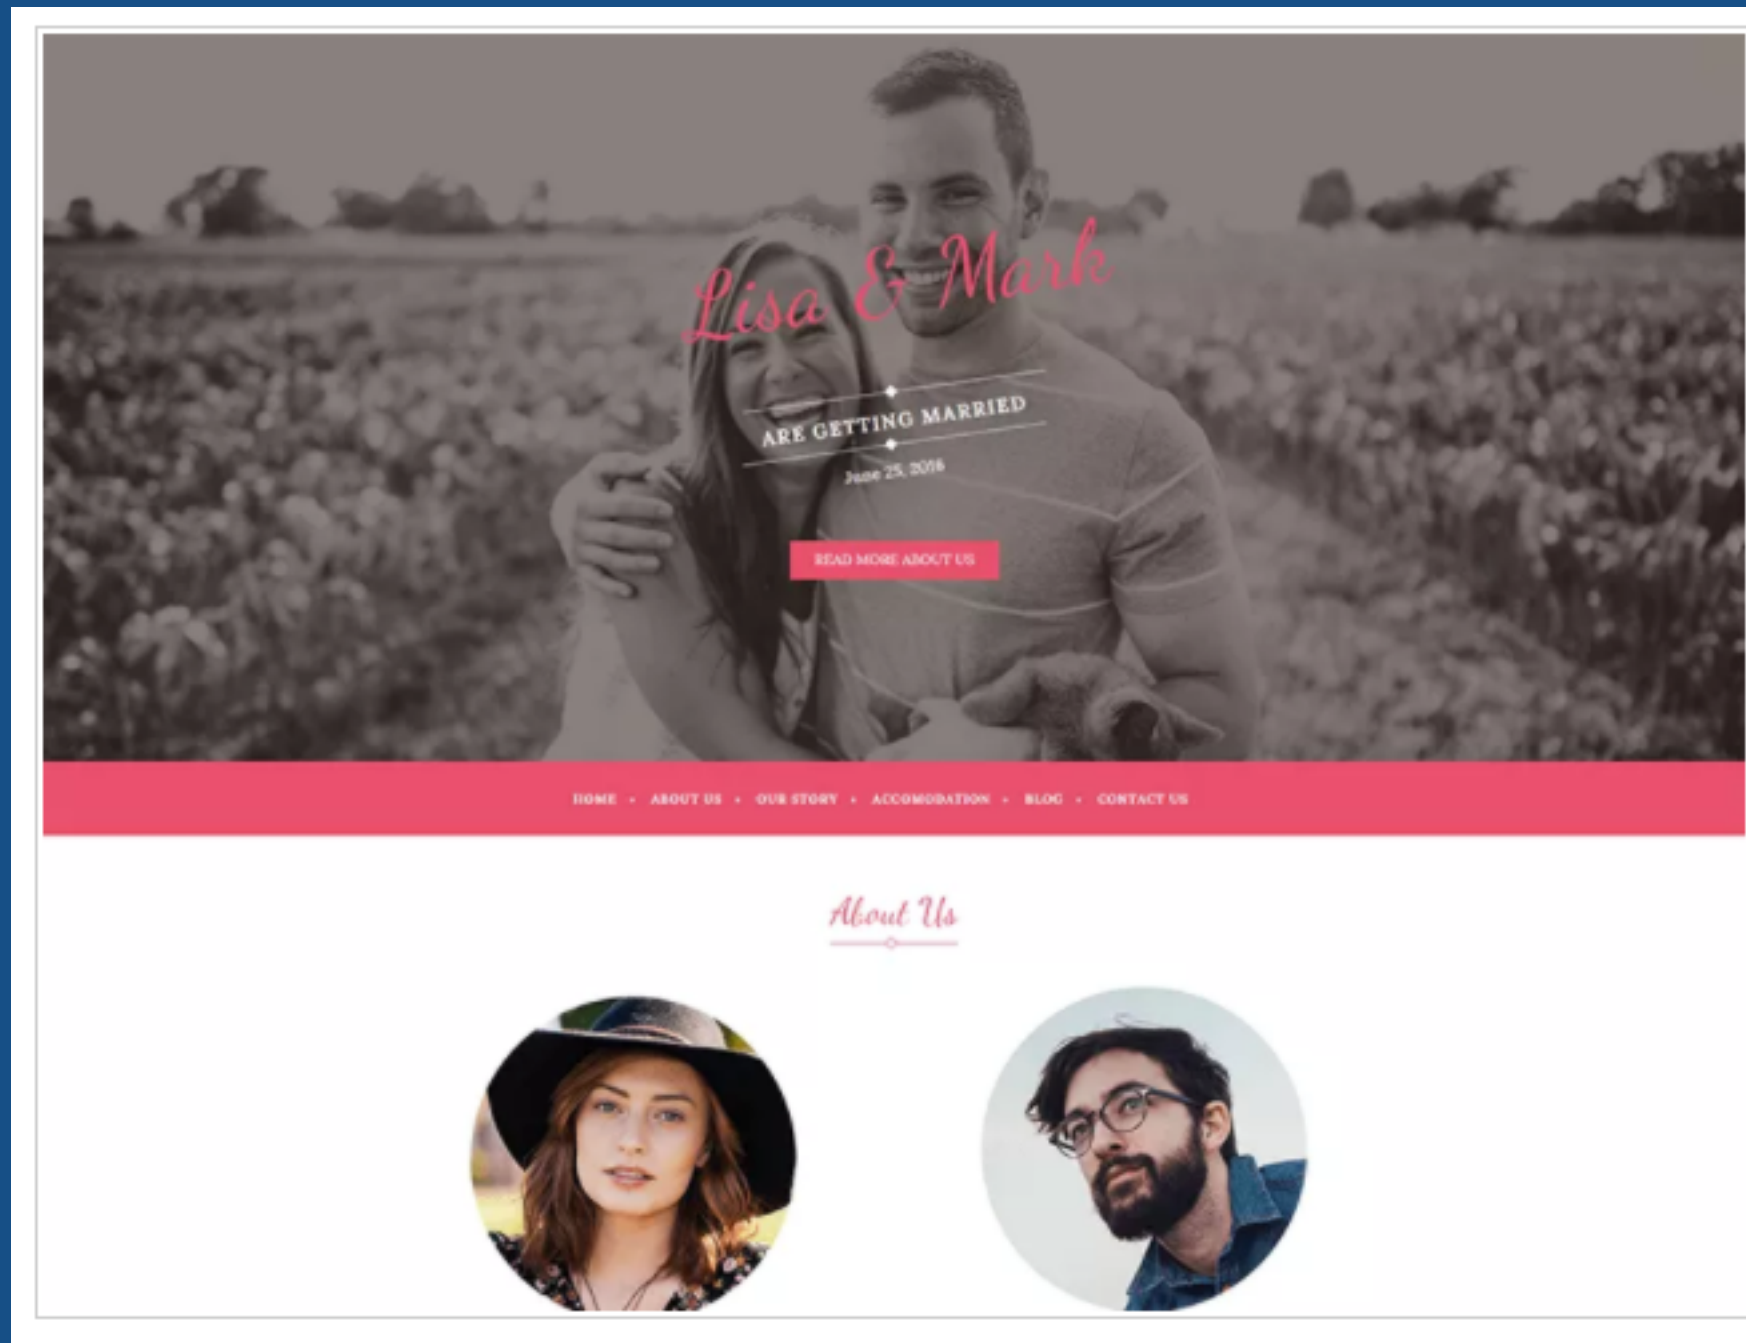 Lisa & Mark
ARE GETTING MARRIED
June 25, 2016
READ MORE ABOUT US
HOME • ABOUT US • OUR STORY • ACCOMODATION • BLOG • CONTACT US
About Us